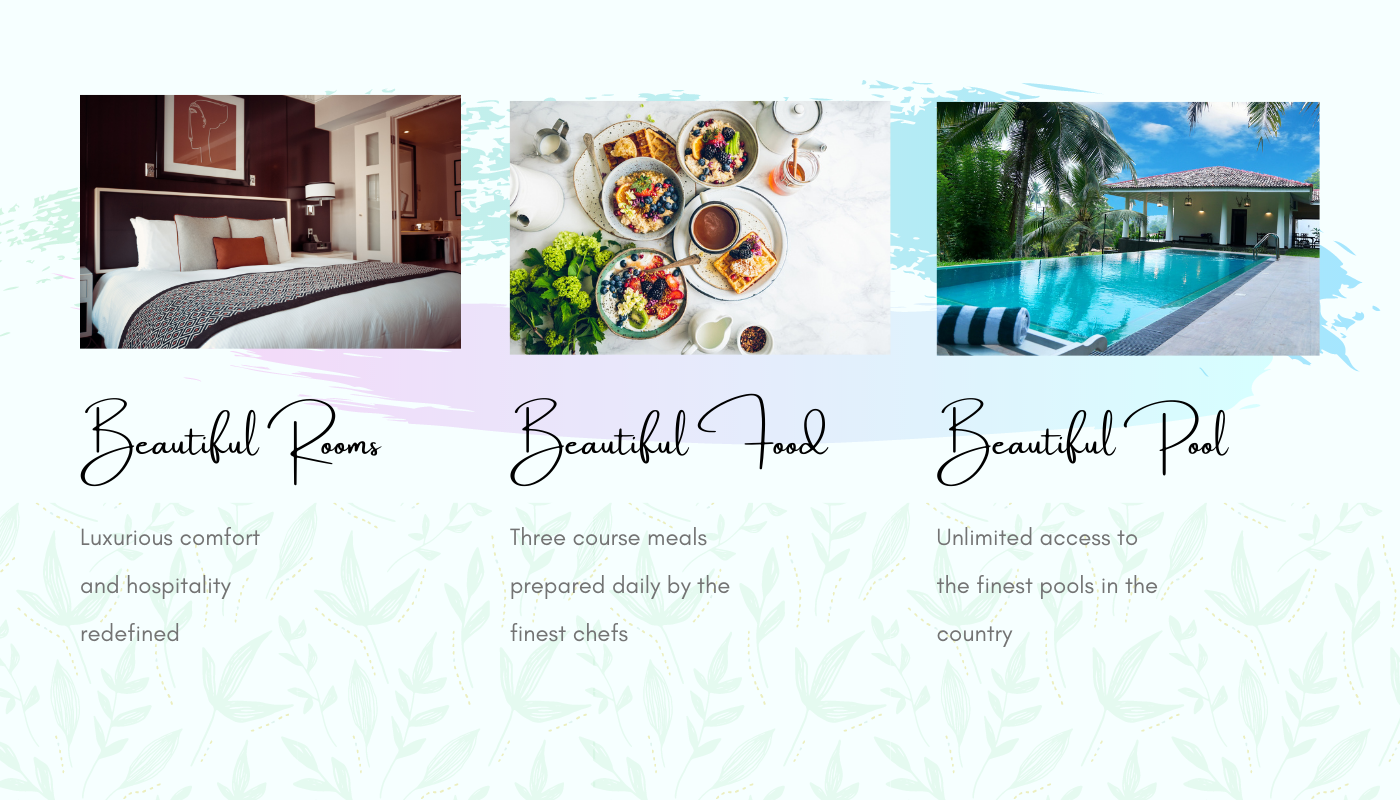 Beautiful Rooms
Luxurious comfort
and hospitality
redefined
Beautiful Food
Three course meals
prepared daily by the
finest chefs
Beautiful Pool
Unlimited access to
the finest pools in the
country